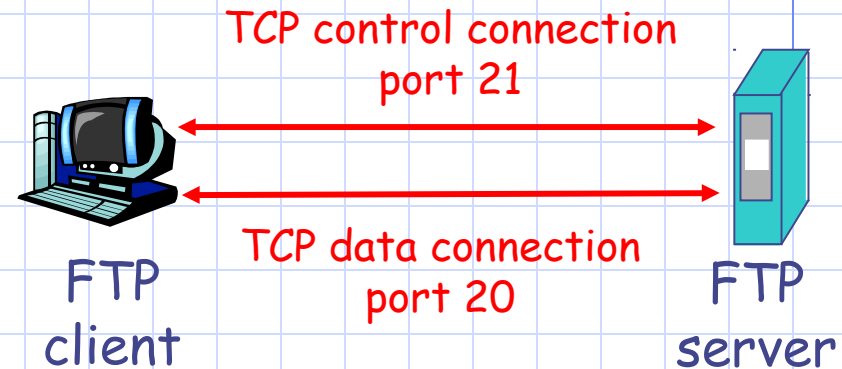 TCP control connection
port 21
TCP data connection
port 20
FTP
client
FTP
server